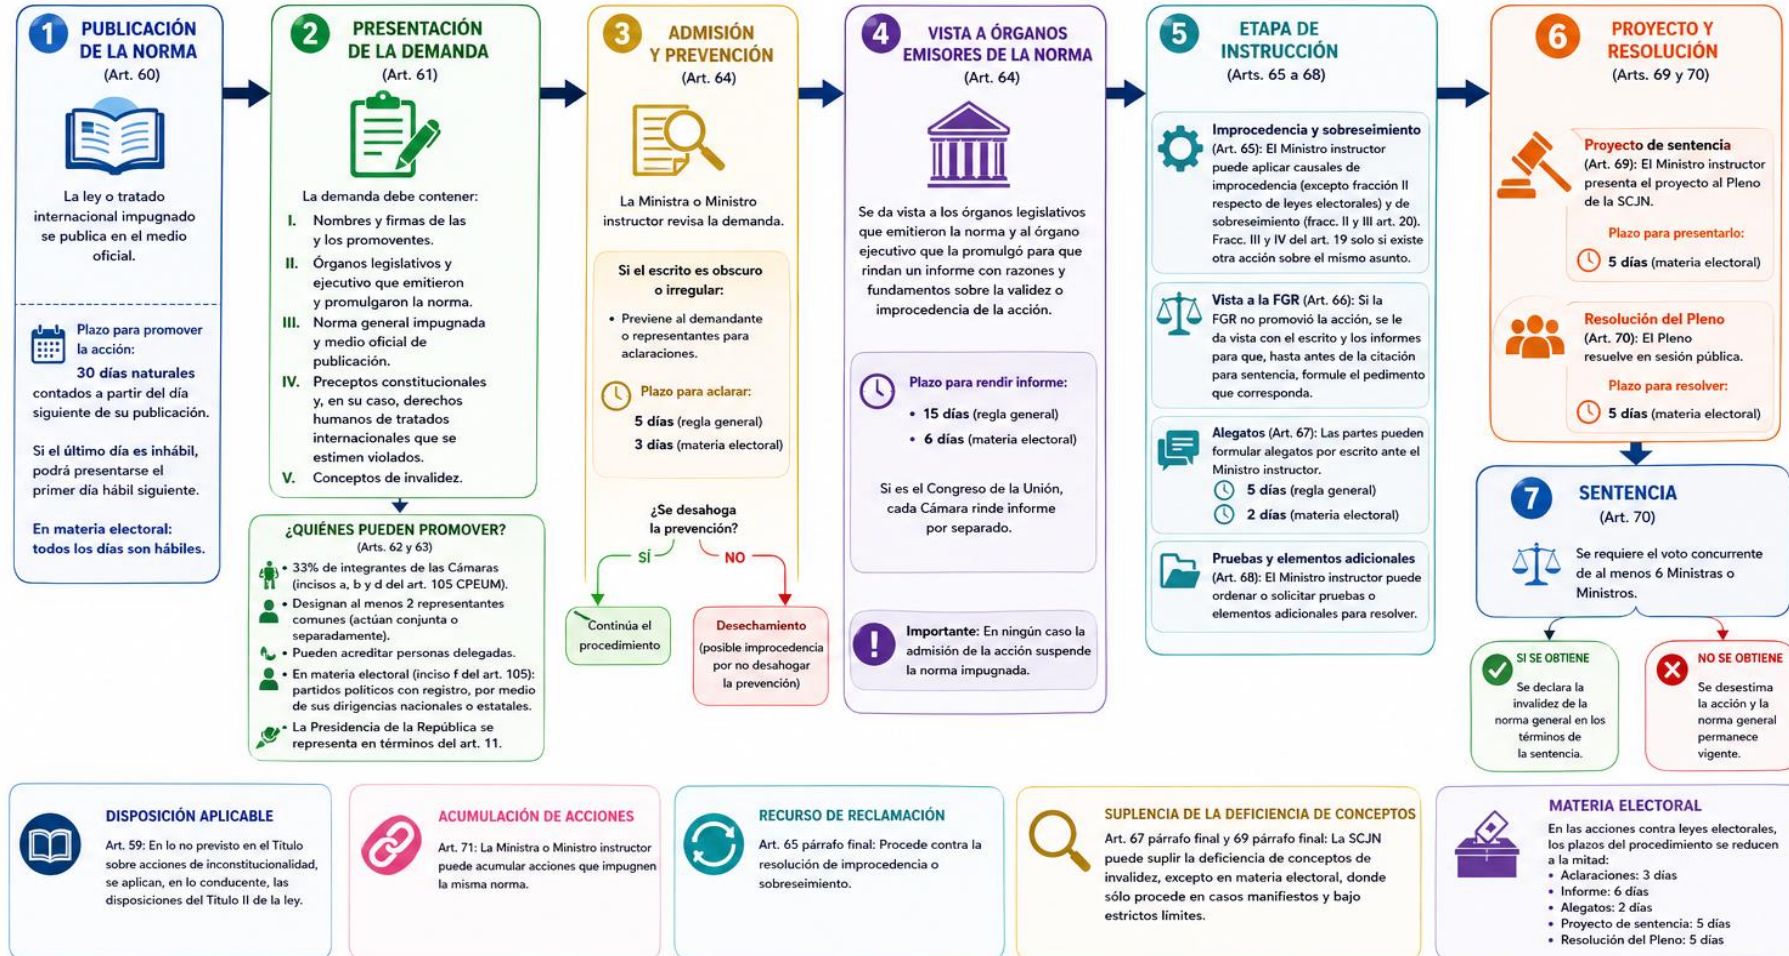 1 PUBLICACIÓN
DE LA NORMA
(Art. 60)
La ley o tratado
internacional impugnado
se publica en el medio
oficial.
Plazo para promover
la acción:
30 días naturales
contados a partir del día
siguiente de su publicación.
Si el último día es inhábil,
podrá presentarse el
primer día hábil siguiente.
En materia electoral:
todos los días son hábiles.
2 PRESENTACIÓN
DE LA DEMANDA
(Art. 61)
La demanda debe contener:
I. Nombres y firmas de las
y los promoventes.
II. Órganos legislativos y
ejecutivo que emitieron
y promulgaron la norma.
III. Norma general impugnada
y medio oficial de
publicación.
IV. Preceptos constitucionales
y, en su caso, derechos
humanos de tratados
internacionales que se
estimen violados.
V. Conceptos de invalidez.
¿QUIÉNES PUEDEN PROMOVER?
(Arts. 62 y 63)
• 33% de integrantes de las Cámaras
(incisos a, b y d del art. 105 CPEUM).
• Designan al menos 2 representantes
comunes (actúan conjunta o
separadamente).
• Pueden acreditar personas delegadas.
• En materia electoral (inciso f del art. 105):
partidos políticos con registro, por medio
de sus dirigencias nacionales o estatales.
• La Presidencia de la República se
representa en términos del art. 11.
3 ADMISIÓN
Y PREVENCIÓN
(Art. 64)
La Ministra o Ministro
instructor revisa la demanda.
Si el escrito es obscuro
o irregular:
• Previene al demandante
o representantes para
aclaraciones.
Plazo para aclarar:
5 días (regla general)
3 días (materia electoral)
¿Se desahoga
la prevención?
SÍ
NO
Continúa el
procedimiento
Desechamiento
(posible improcedencia
por no desahogar
la prevención)
4 VISTA A ÓRGANOS
EMISORES DE LA NORMA
(Art. 64)
Se da vista a los órganos legislativos
que emitieron la norma y al órgano
ejecutivo que la promulgó para que
rindan un informe con razones y
fundamentos sobre la validez o
improcedencia de la acción.
Plazo para rendir informe:
• 15 días (regla general)
• 6 días (materia electoral)
Si es el Congreso de la Unión,
cada Cámara rinde informe
por separado.
! Importante: En ningún caso la
admisión de la acción suspende
la norma impugnada.
5 ETAPA DE
INSTRUCCIÓN
(Arts. 65 a 68)
Improcedencia y sobreseimiento
(Art. 65): El Ministro instructor
puede aplicar causales de
improcedencia (excepto fracción II
respecto de leyes electorales) y de
sobreseimiento (fracc. II y III art. 20).
Fracc. III y IV del art. 19 solo si existe
otra acción sobre el mismo asunto.
Vista a la FGR (Art. 66): Si la
FGR no promovió la acción, se le
da vista con el escrito y los informes
para que, hasta antes de la citación
para sentencia, formule el pedimento
que corresponda.
Alegatos (Art. 67): Las partes pueden
formular alegatos por escrito ante el
Ministro instructor.
5 días (regla general)
2 días (materia electoral)
Pruebas y elementos adicionales
(Art. 68): El Ministro instructor puede
ordenar o solicitar pruebas o
elementos adicionales para resolver.
6 PROYECTO Y
RESOLUCIÓN
(Arts. 69 y 70)
Proyecto de sentencia
(Art. 69): El Ministro instructor
presenta el proyecto al Pleno
de la SCJN.
Plazo para presentarlo:
5 días (materia electoral)
Resolución del Pleno
(Art. 70): El Pleno
resuelve en sesión pública.
Plazo para resolver:
5 días (materia electoral)
7 SENTENCIA
(Art. 70)
Se requiere el voto concurrente
de al menos 6 Ministras o
Ministros.
SI SE OBTIENE
Se declara la
invalidez de la
norma general en los
términos de
la sentencia.
NO SE OBTIENE
Se desestima
la acción y la
norma general
permanece
vigente.
DISPOSICIÓN APLICABLE
Art. 59: En lo no previsto en el Título
sobre acciones de inconstitucionalidad,
se aplican, en lo conducente, las
disposiciones del Título II de la ley.
ACUMULACIÓN DE ACCIONES
Art. 71: La Ministra o Ministro instructor
puede acumular acciones que impugnen
la misma norma.
RECURSO DE RECLAMACIÓN
Art. 65 párrafo final: Procede contra la
resolución de improcedencia o
sobreseimiento.
SUPLENCIA DE LA DEFICIENCIA DE CONCEPTOS
Art. 67 párrafo final y 69 párrafo final: La SCJN
puede suplir la deficiencia de conceptos de
invalidez, excepto en materia electoral, donde
sólo procede en casos manifiestos y bajo
estrictos límites.
MATERIA ELECTORAL
En las acciones contra leyes electorales,
los plazos del procedimiento se reducen
a la mitad:
• Aclaraciones: 3 días
• Informe: 6 días
• Alegatos: 2 días
• Proyecto de sentencia: 5 días
• Resolución del Pleno: 5 días